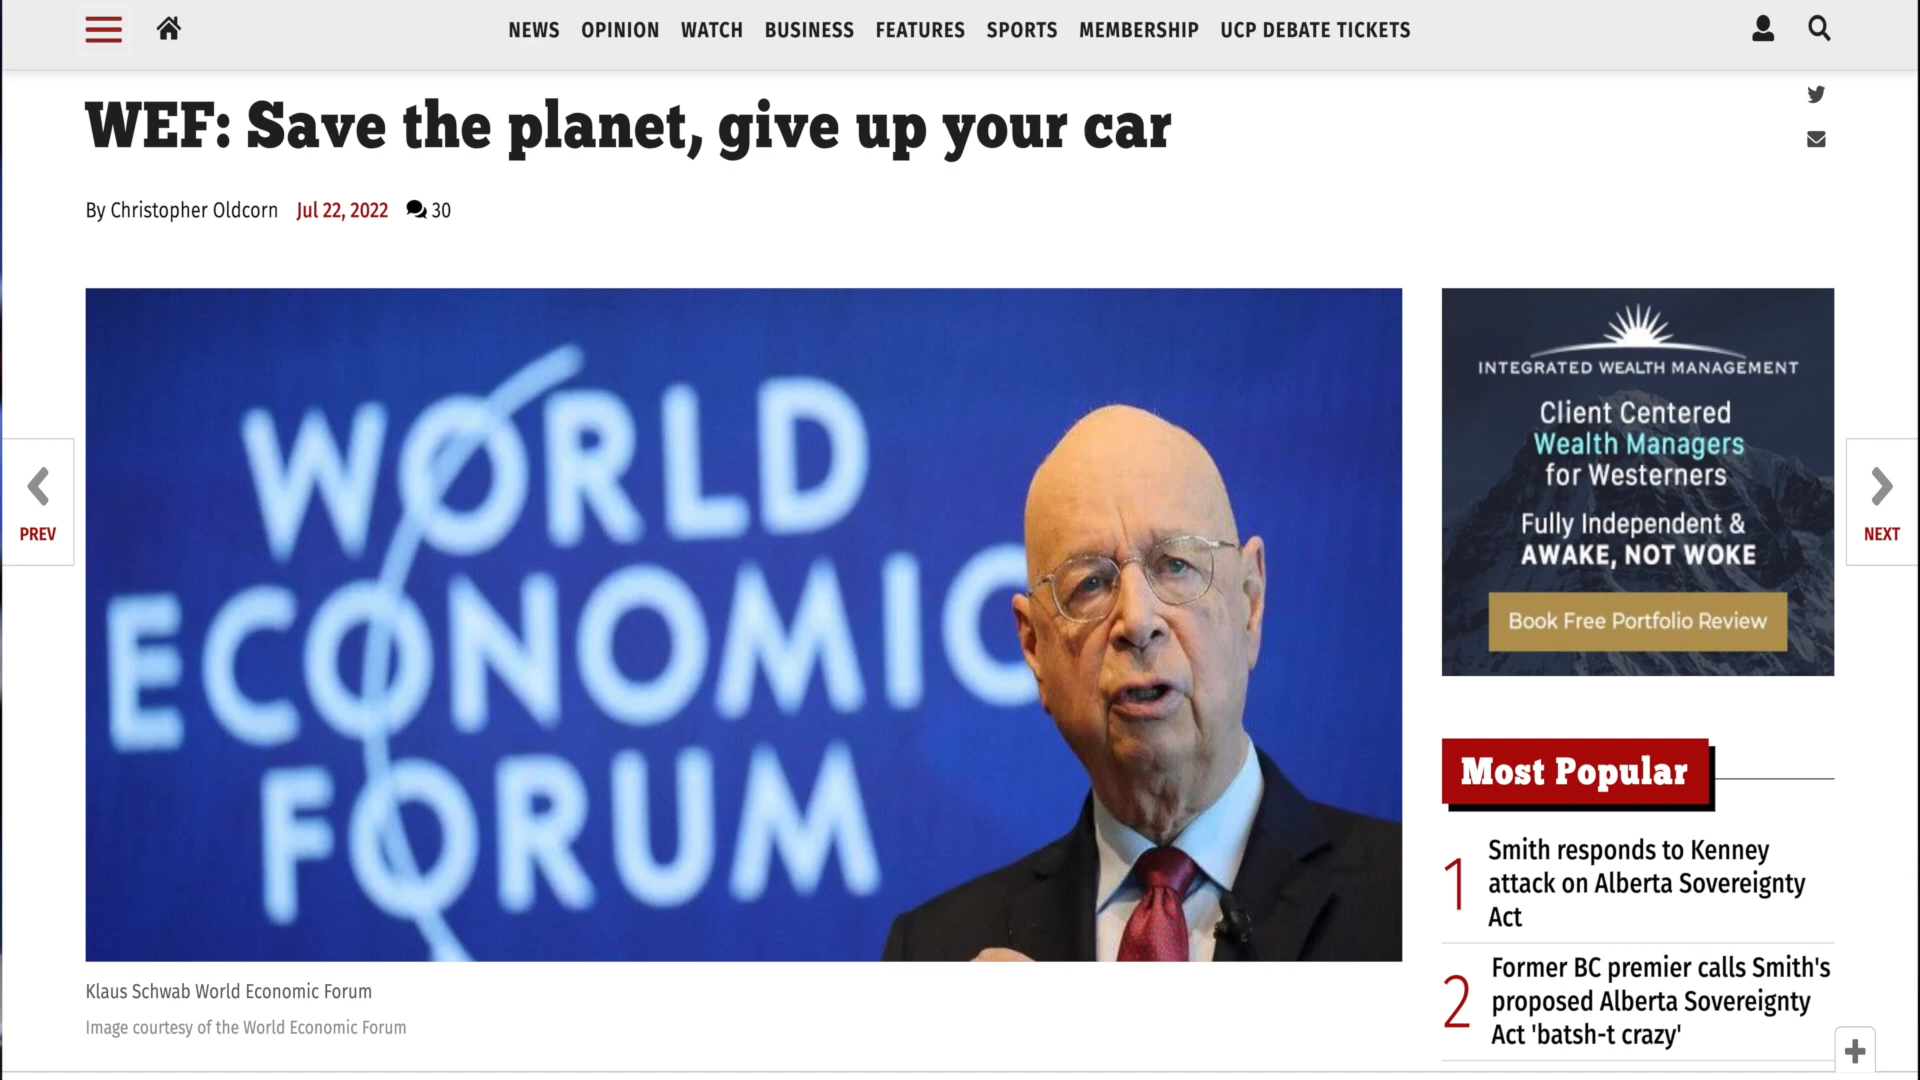 NEWS OPINION WATCH BUSINESS FEATURES SPORTS MEMBERSHIP UCP DEBATE TICKETS
WEF: Save the planet, give up your car
By Christopher Oldcorn Jul 22, 2022 30
WORLD
ECONOMIC
FORUM
PREV
INTEGRATED WEALTH MANAGEMENT
Client Centered
Wealth Managers
for Westerners
Fully Independent &
AWAKE, NOT WOKE
Book Free Portfolio Review
NEXT
Most Popular
1
Smith responds to Kenney
attack on Alberta Sovereignty
Act
2
Former BC premier calls Smith's
proposed Alberta Sovereignty
Act 'batsh-t crazy'
Klaus Schwab World Economic Forum
Image courtesy of the World Economic Forum